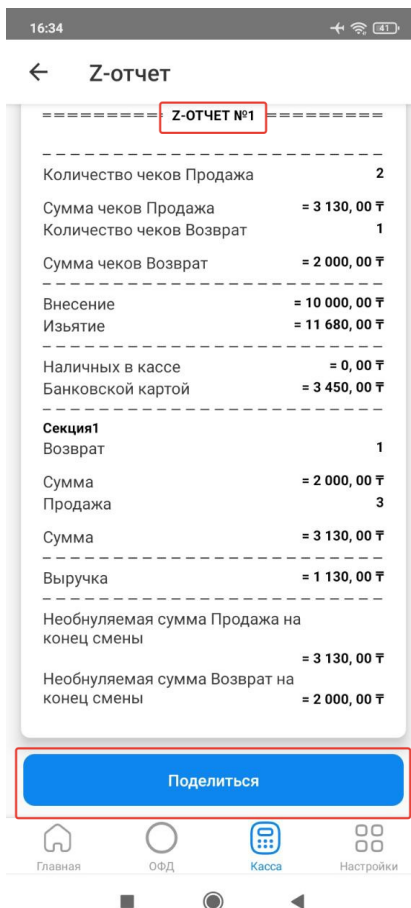 16:34
41
Z-отчет
========== Z-ОТЧЕТ №1 ==========
Количество чеков Продажа 2
Сумма чеков Продажа = 3 130, 00 ₸
Количество чеков Возврат 1
Сумма чеков Возврат = 2 000, 00 ₸
Внесение = 10 000, 00 ₸
Изьятие = 11 680, 00 ₸
Наличных в кассе = 0, 00 ₸
Банковской картой = 3 450, 00 ₸
Секция1
Возврат 1
Сумма = 2 000, 00 ₸
Продажа 3
Сумма = 3 130, 00 ₸
Выручка = 1 130, 00 ₸
Необнуляемая сумма Продажа на
конец смены
= 3 130, 00 ₸
Необнуляемая сумма Возврат на
конец смены = 2 000, 00 ₸
Поделиться
Главная ОФД Касса Настройки